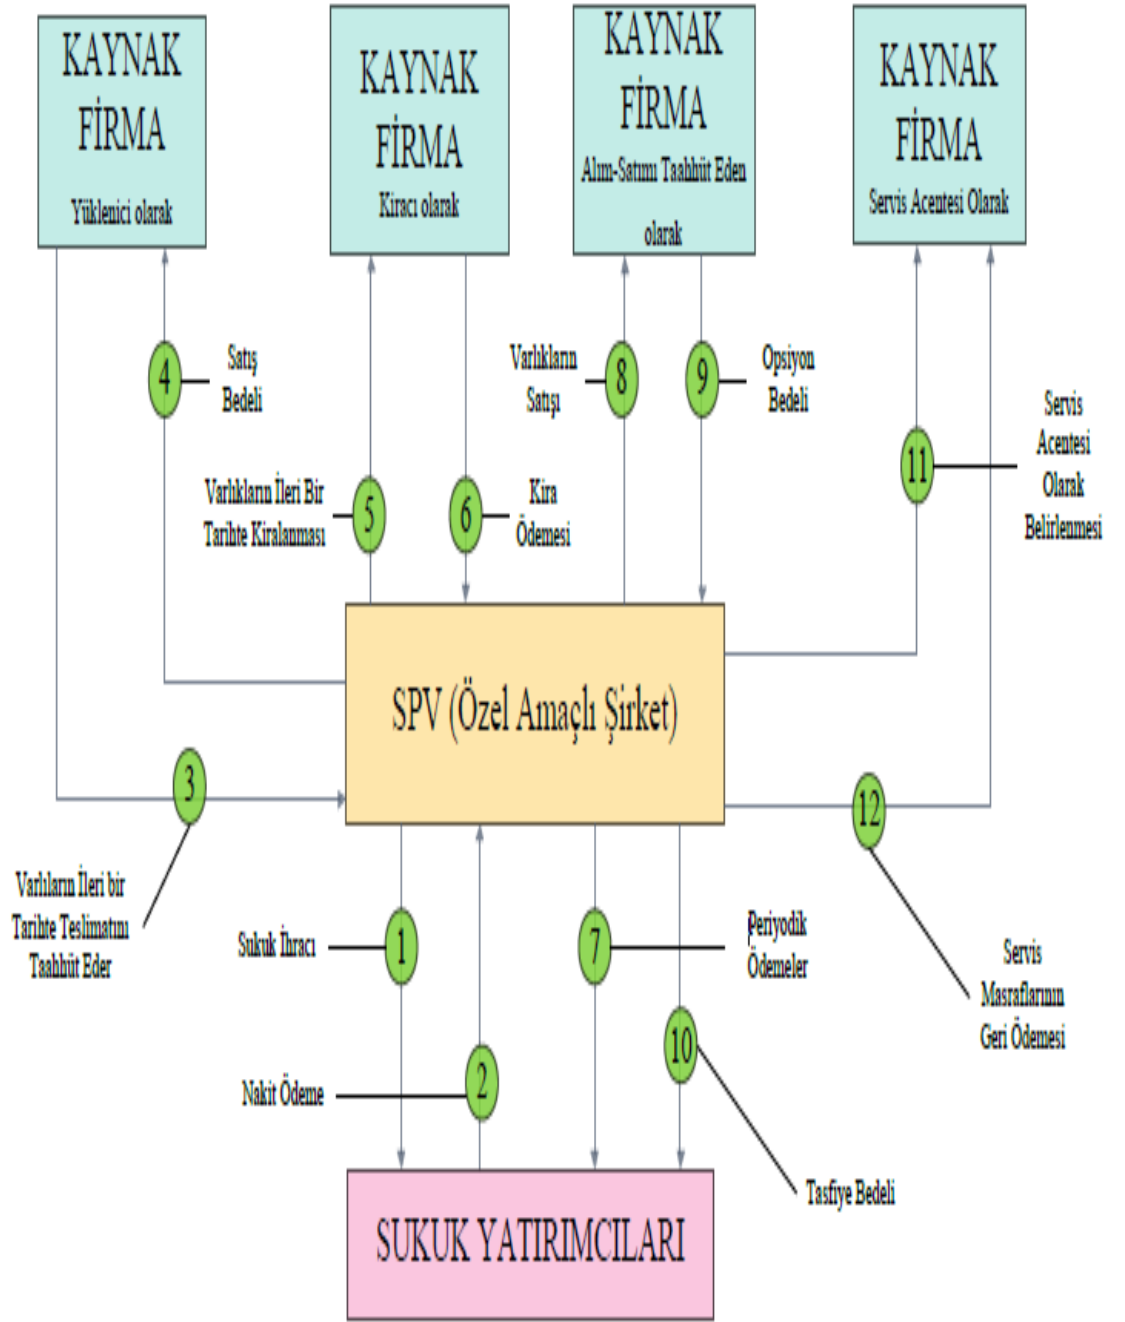 KAYNAK
FİRMA
Yüklenici olarak
KAYNAK
FİRMA
Kiracı olarak
KAYNAK
FİRMA
Alım-Satımı Taahhüt Eden
olarak
KAYNAK
FİRMA
Servis Acentesi Olarak
4
Satış
Bedeli
Varlıkların İleri Bir
Tarihte Kiralanması
5
6
Kira
Ödemesi
Varlıkların
Satışı
8
9
Opsiyon
Bedeli
11
Servis
Acentesi
Olarak
Belirlenmesi
SPV (Özel Amaçlı Şirket)
3
Varlıların İleri bir
Tarihte Teslimatını
Taahhüt Eder
12
Servis
Masraflarının
Geri Ödemesi
Sukuk İhracı
1
Nakit Ödeme
2
7
Periyodik
Ödemeler
10
Tasfiye Bedeli
SUKUK YATIRIMCILARI